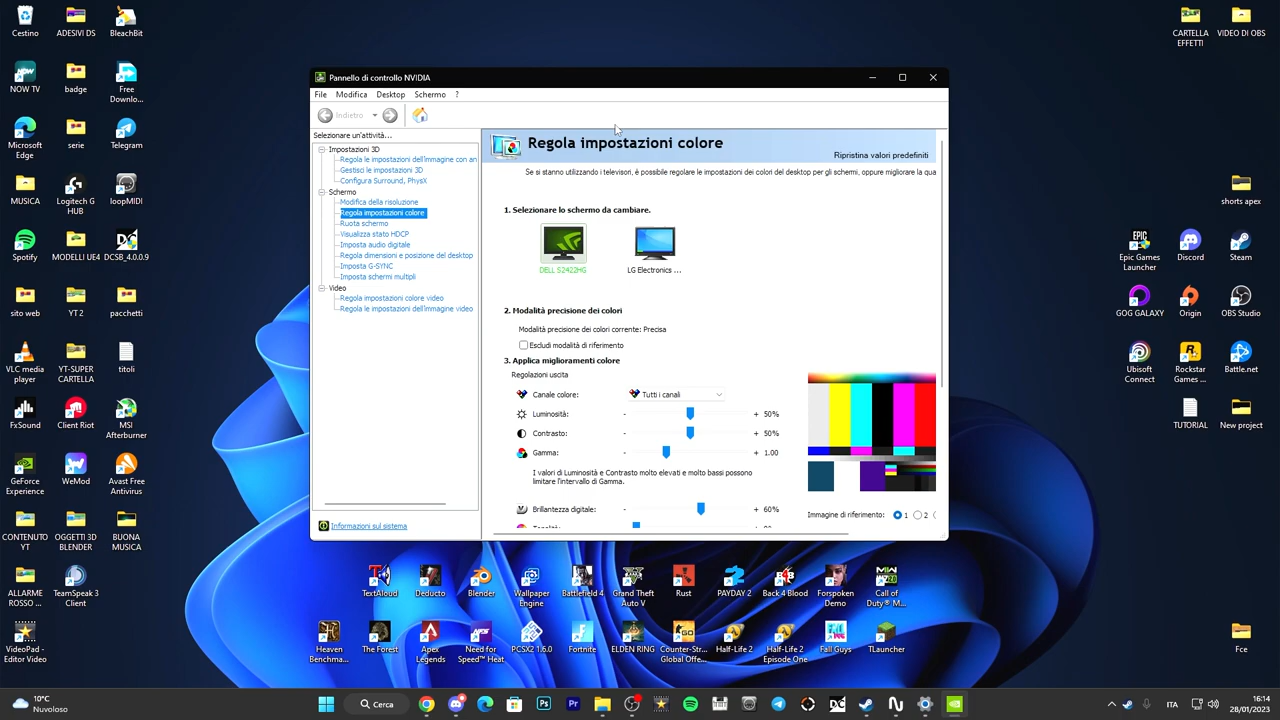 Cestino
ADESIVI DS
BleachBit
CARTELLA
EFFETTI
VIDEO DI OBS
NOW TV
badge
Free
Downlo...
Microsoft
Edge
serie
Telegram
MUSICA
Logitech G
HUB
loopMIDI
shorts apex
Spotify
MODELLI RIM
DCSB_4.0.0.9
Epic Games
Launcher
Discord
Steam
sito web
YT 2
pacchetti
GOG GALAXY
Origin
OBS Studio
VLC media
player
YT-SUPER
CARTELLA
titoli
Ubisoft
Connect
Rockstar
Games ...
Battle.net
FxSound
Client Riot
MSI
Afterburner
TUTORIAL
New project
GeForce
Experience
WeMod
Avast Free
Antivirus
CONTENUTO
YT
OGGETTI 3D
BLENDER
BUONA
MUSICA
ALLARME
ROSSO ...
TeamSpeak 3
Client
VideoPad -
Editor Video
Pannello di controllo NVIDIA
File Modifica Desktop Schermo ?
Indietro
Selezionare un'attività...
Impostazioni 3D
Regola le impostazioni dell'immagine con an
Gestisci le impostazioni 3D
Configura Surround, PhysX
Schermo
Modifica della risoluzione
Regola impostazioni colore
Ruota schermo
Visualizza stato HDCP
Imposta audio digitale
Regola dimensioni e posizione del desktop
Imposta G-SYNC
Imposta schermi multipli
Video
Regola impostazioni colore video
Regola le impostazioni dell'immagine video
Informazioni sul sistema
Regola impostazioni colore
Ripristina valori predefiniti
Se si stanno utilizzando i televisori, è possibile regolare le impostazioni dei colori del desktop per gli schermi, oppure migliorare la qua
1. Selezionare lo schermo da cambiare.
DELL S2422HG
LG Electronics ...
2. Modalità precisione dei colori
Modalità precisione dei colori corrente: Precisa
Escludi modalità di riferimento
3. Applica miglioramenti colore
Regolazioni uscita
Canale colore: Tutti i canali
Luminosità: - + 50%
Contrasto: - + 50%
Gamma: - + 1.00
I valori di Luminosità e Contrasto molto elevati e molto bassi possono
limitare l'intervallo di Gamma.
Brillantezza digitale: - + 60%
Immagine di riferimento: 1 2
TextAloud
Deducto
Blender
Wallpaper
Engine
Battlefield 4
Grand Theft
Auto V
Rust
PAYDAY 2
Back 4 Blood
Forspoken
Demo
Call of
Duty® M...
Heaven
Benchma...
The Forest
Apex
Legends
Need for
Speed™ Heat
PCSX2 1.6.0
Fortnite
ELDEN RING
Counter-Str...
Global Offe...
Half-Life 2
Half-Life 2
Episode One
Fall Guys
TLauncher
Fce
10°C
Nuvoloso
Cerca
ITA
16:14
28/01/2023